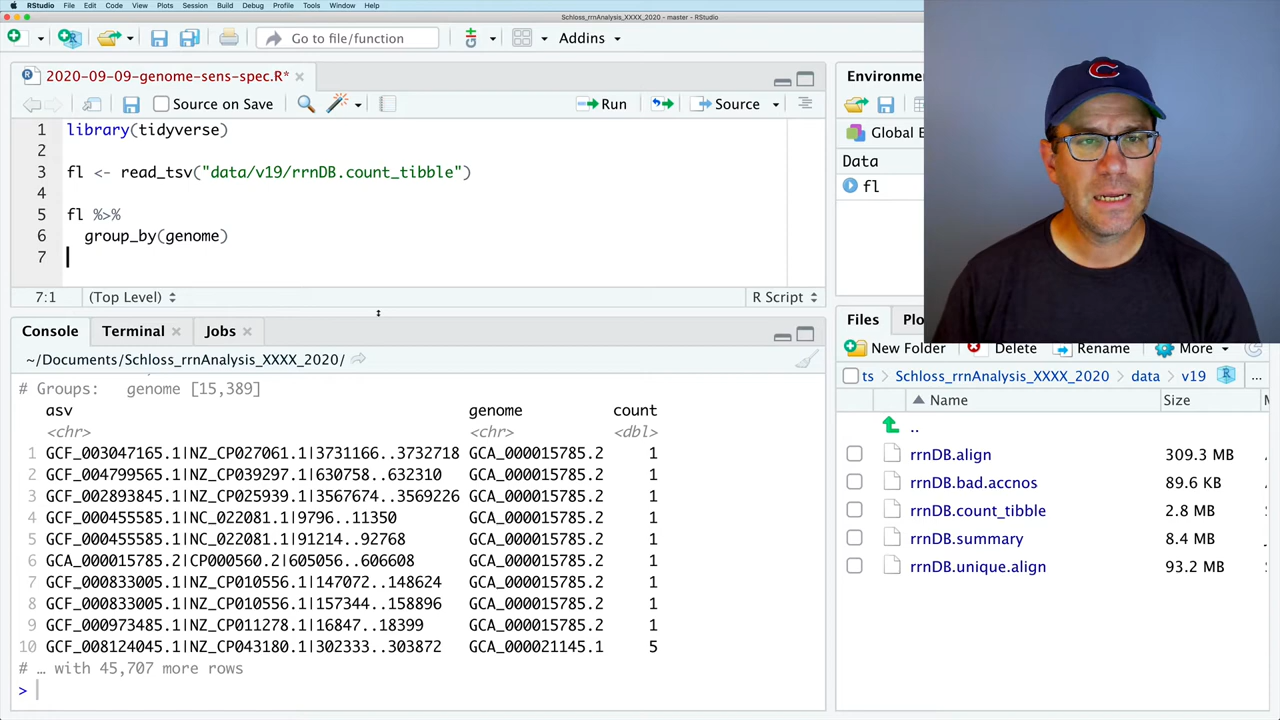 RStudio File Edit Code View Plots Session Build Debug Profile Tools Window Help
Schloss_rrnAnalysis_XXXX_2020 - master - RStudio
Go to file/function
Addins
2020-09-09-genome-sens-spec.R*
Source on Save
Run
Source
1 library(tidyverse)
2
3 fl <- read_tsv("data/v19/rrnDB.count_tibble")
4
5 fl %>%
6 group_by(genome)
7
7:1 (Top Level) R Script
Console Terminal Jobs
~/Documents/Schloss_rrnAnalysis_XXXX_2020/
# Groups: genome [15,389]
asv genome count
<chr> <chr> <dbl>
1 GCF_003047165.1|NZ_CP027061.1|3731166..3732718 GCA_000015785.2 1
2 GCF_004799565.1|NZ_CP039297.1|630758..632310 GCA_000015785.2 1
3 GCF_002893845.1|NZ_CP025939.1|3567674..3569226 GCA_000015785.2 1
4 GCF_000455585.1|NC_022081.1|9796..11350 GCA_000015785.2 1
5 GCF_000455585.1|NC_022081.1|91214..92768 GCA_000015785.2 1
6 GCA_000015785.2|CP000560.2|605056..606608 GCA_000015785.2 1
7 GCF_000833005.1|NZ_CP010556.1|147072..148624 GCA_000015785.2 1
8 GCF_000833005.1|NZ_CP010556.1|157344..158896 GCA_000015785.2 1
9 GCF_000973485.1|NZ_CP011278.1|16847..18399 GCA_000015785.2 1
10 GCF_008124045.1|NZ_CP043180.1|302333..303872 GCA_000021145.1 5
# … with 45,707 more rows
>
Environme
Global E
Data
fl
C
Files Plo
New Folder Delete Rename More
ts > Schloss_rrnAnalysis_XXXX_2020 > data > v19 ...
Name Size
..
rrnDB.align 309.3 MB
rrnDB.bad.accnos 89.6 KB
rrnDB.count_tibble 2.8 MB
rrnDB.summary 8.4 MB
rrnDB.unique.align 93.2 MB